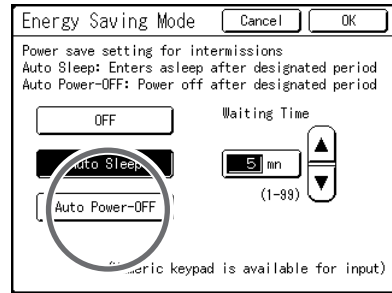 Energy Saving Mode Cancel OK
Power save setting for intermissions
Auto Sleep: Enters asleep after designated period
Auto Power-OFF: Power off after designated period
OFF Waiting Time
Auto Sleep 5 mn
(1-99)
Auto Power-OFF
keypad is available for input)